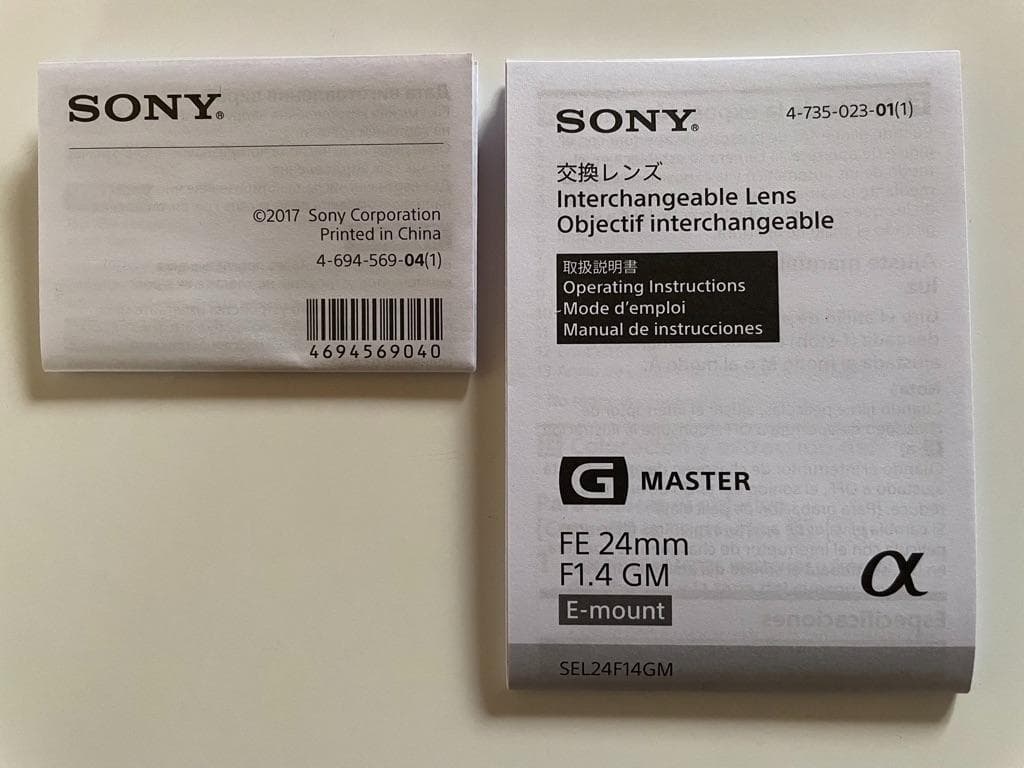 SONY®
©2017 Sony Corporation
Printed in China
4-694-569-04(1)
4694569040
SONY®
4-735-023-01(1)
交換レンズ
Interchangeable Lens
Objectif interchangeable
取扱説明書
Operating Instructions
Mode d'emploi
Manual de instrucciones
G MASTER
FE 24mm
F1.4 GM
α
E-mount
SEL24F14GM